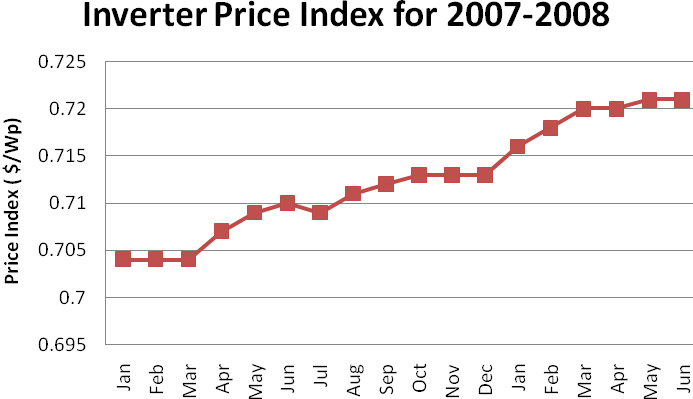 Inverter Price Index for 2007-2008
Price Index ( $/Wp)
0.725
0.72
0.715
0.71
0.705
0.7
0.695
Jan
Feb
Mar
Apr
May
Jun
Jul
Aug
Sep
Oct
Nov
Dec
Jan
Feb
Mar
Apr
May
Jun